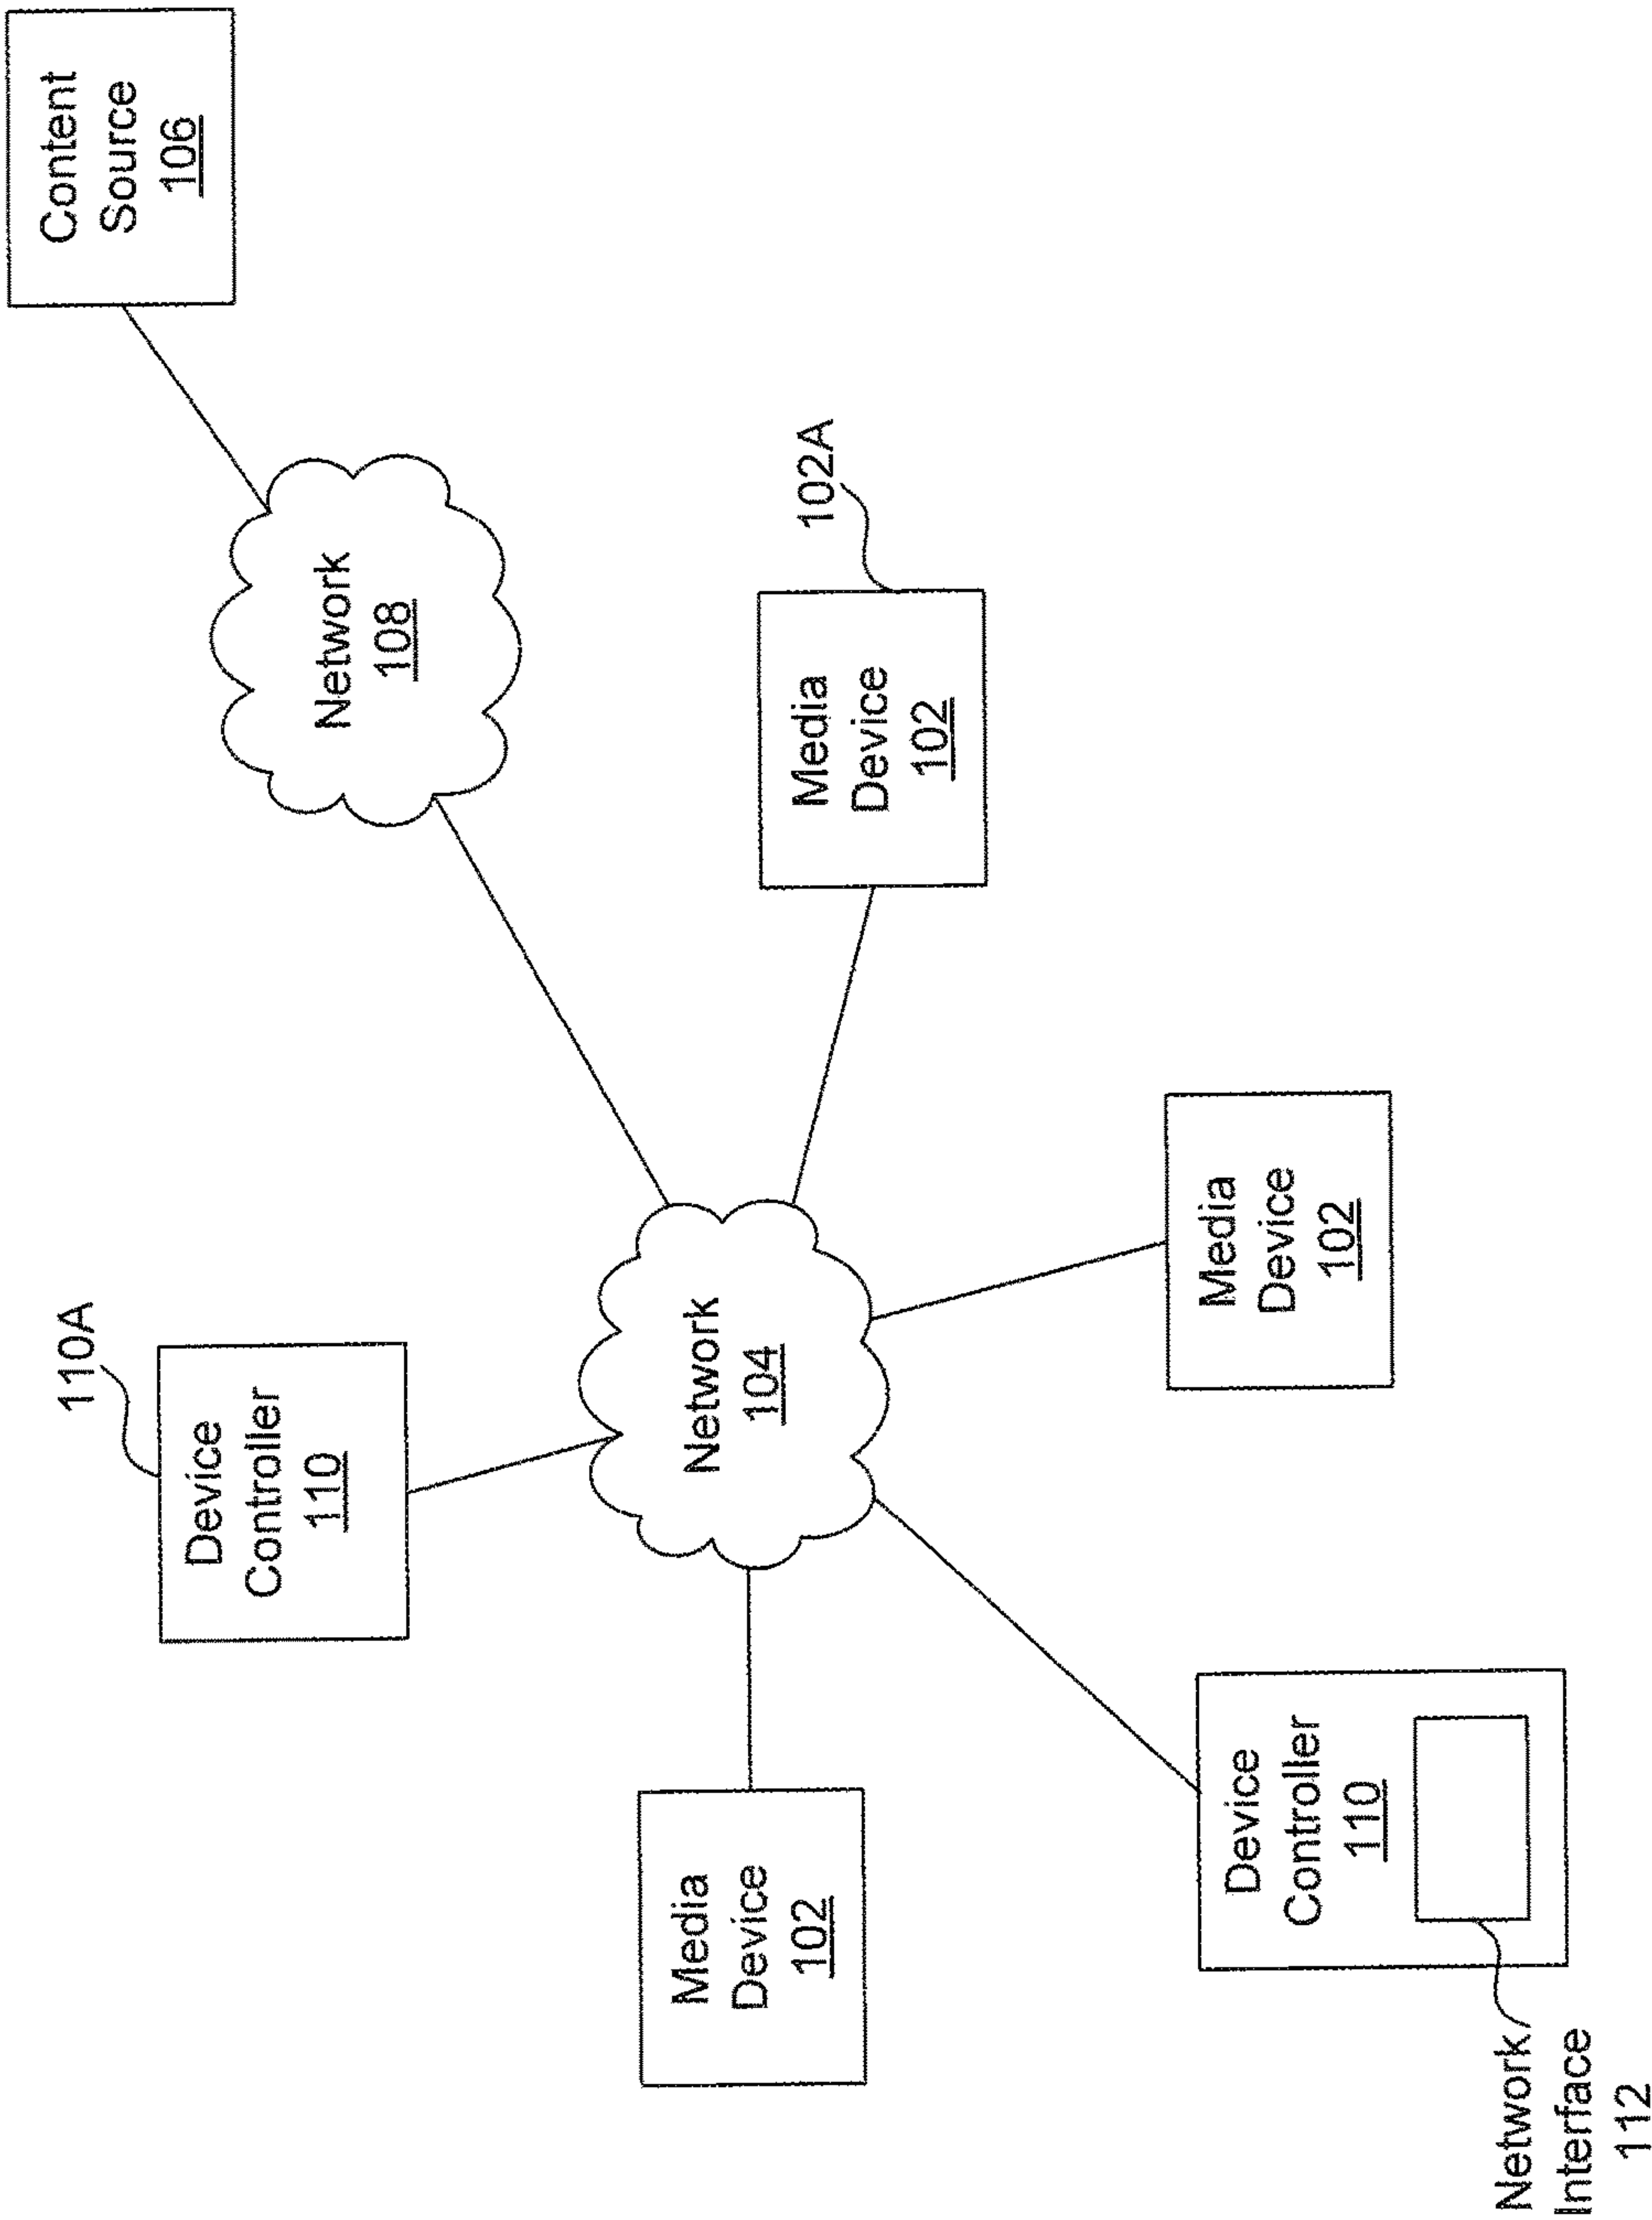 110A
Device
Controller
110
Content
Source
106
Network
108
Media
Device
102
Network
104
102A
Media
Device
102
Device
Controller
110
Media
Device
102
Network
Interface
112